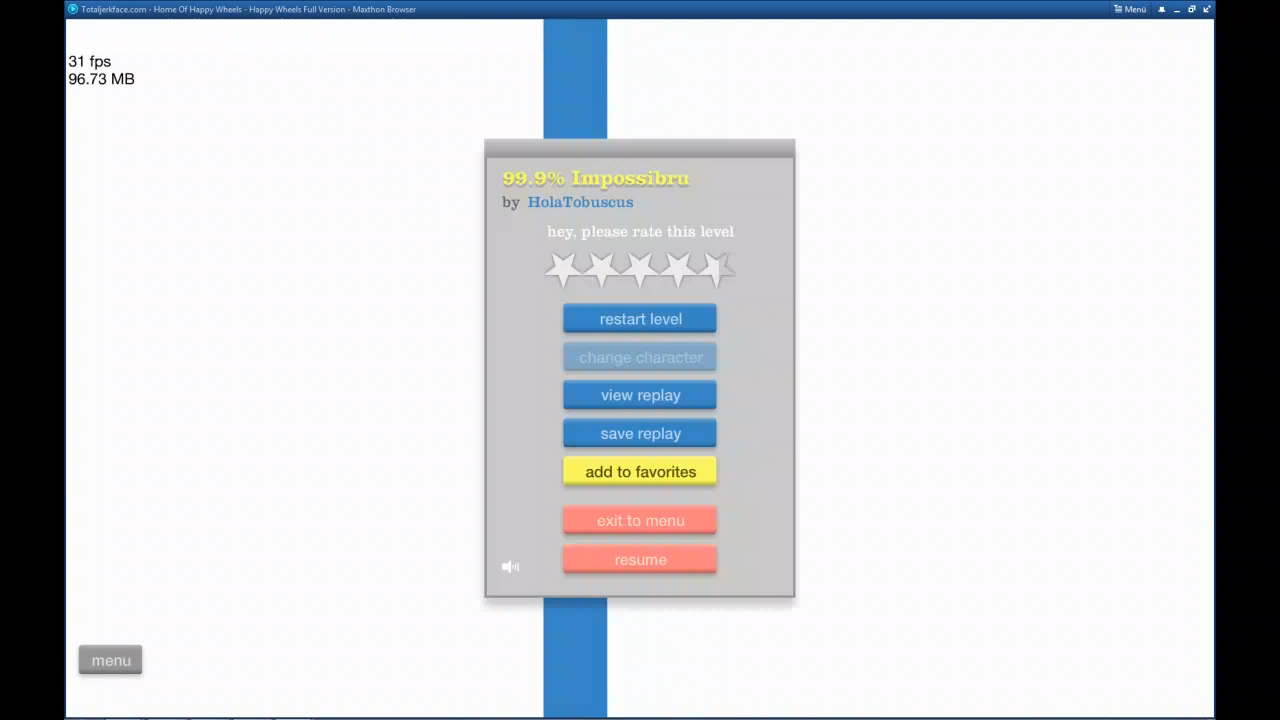 Totaljerkface.com - Home Of Happy Wheels - Happy Wheels Full Version - Maxthon Browser
Menü
31 fps
96.73 MB
99.9% Impossibru
by HolaTobuscus
hey, please rate this level
restart level
change character
view replay
save replay
add to favorites
exit to menu
resume
menu